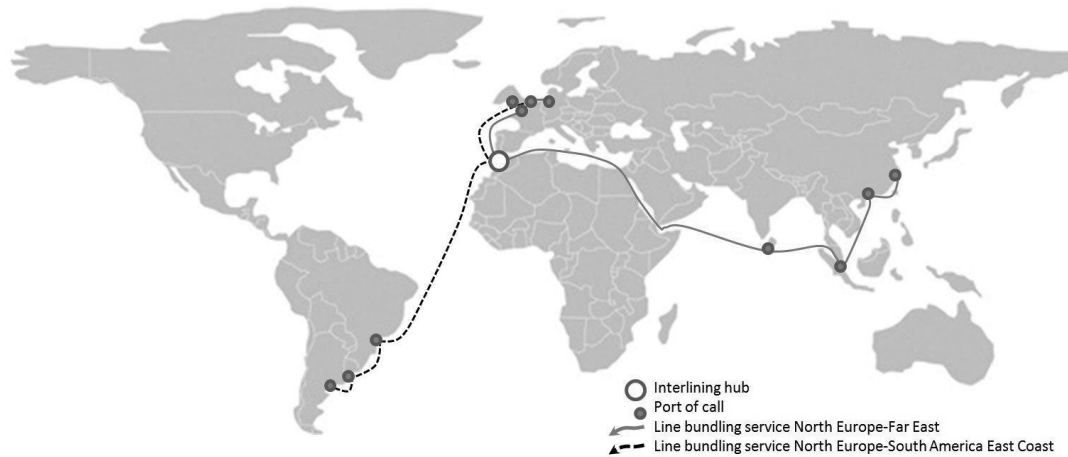 Interlining hub
Port of call
Line bundling service North Europe-Far East
Line bundling service North Europe-South America East Coast